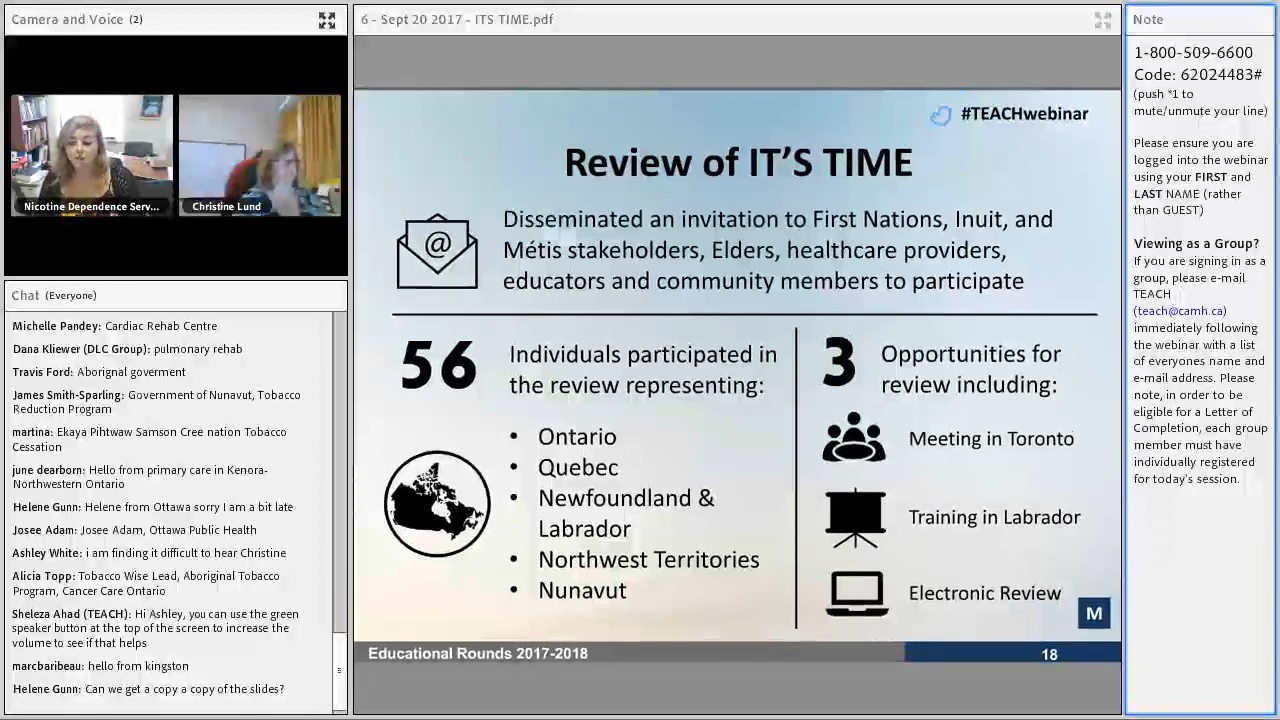 Camera and Voice (2)
Nicotine Dependence Serv...
Christine Lund
Chat (Everyone)
Michelle Pandey: Cardiac Rehab Centre
Dana Kliewer (DLC Group): pulmonary rehab
Travis Ford: Aborignal goverment
James Smith-Sparling: Government of Nunavut, Tobacco
Reduction Program
martina: Ekaya Pihtwaw Samson Cree nation Tobacco
Cessation
june dearborn: Hello from primary care in Kenora-
Northwestern Ontario
Helene Gunn: Helene from Ottawa sorry I am a bit late
Josee Adam: Josee Adam, Ottawa Public Health
Ashley White: i am finding it difficult to hear Christine
Alicia Topp: Tobacco Wise Lead, Aboriginal Tobacco
Program, Cancer Care Ontario
Sheleza Ahad (TEACH): Hi Ashley, you can use the green
speaker button at the top of the screen to increase the
volume to see if that helps
marcbaribeau: hello from kingston
Helene Gunn: Can we get a copy a copy of the slides?
6 - Sept 20 2017 - ITS TIME.pdf
#TEACHwebinar
Review of IT’S TIME
@
Disseminated an invitation to First Nations, Inuit, and
Métis stakeholders, Elders, healthcare providers,
educators and community members to participate
56
Individuals participated in
the review representing:
• Ontario
• Quebec
• Newfoundland &
Labrador
• Northwest Territories
• Nunavut
3
Opportunities for
review including:
Meeting in Toronto
Training in Labrador
Electronic Review
M
Educational Rounds 2017-2018
18
Note
1-800-509-6600
Code: 62024483#
(push *1 to
mute/unmute your line)
Please ensure you are
logged into the webinar
using your FIRST and
LAST NAME (rather
than GUEST)
Viewing as a Group?
If you are signing in as a
group, please e-mail
TEACH
(teach@camh.ca)
immediately following
the webinar with a list
of everyones name and
e-mail address. Please
note, in order to be
eligible for a Letter of
Completion, each group
member must have
individually registered
for today's session.